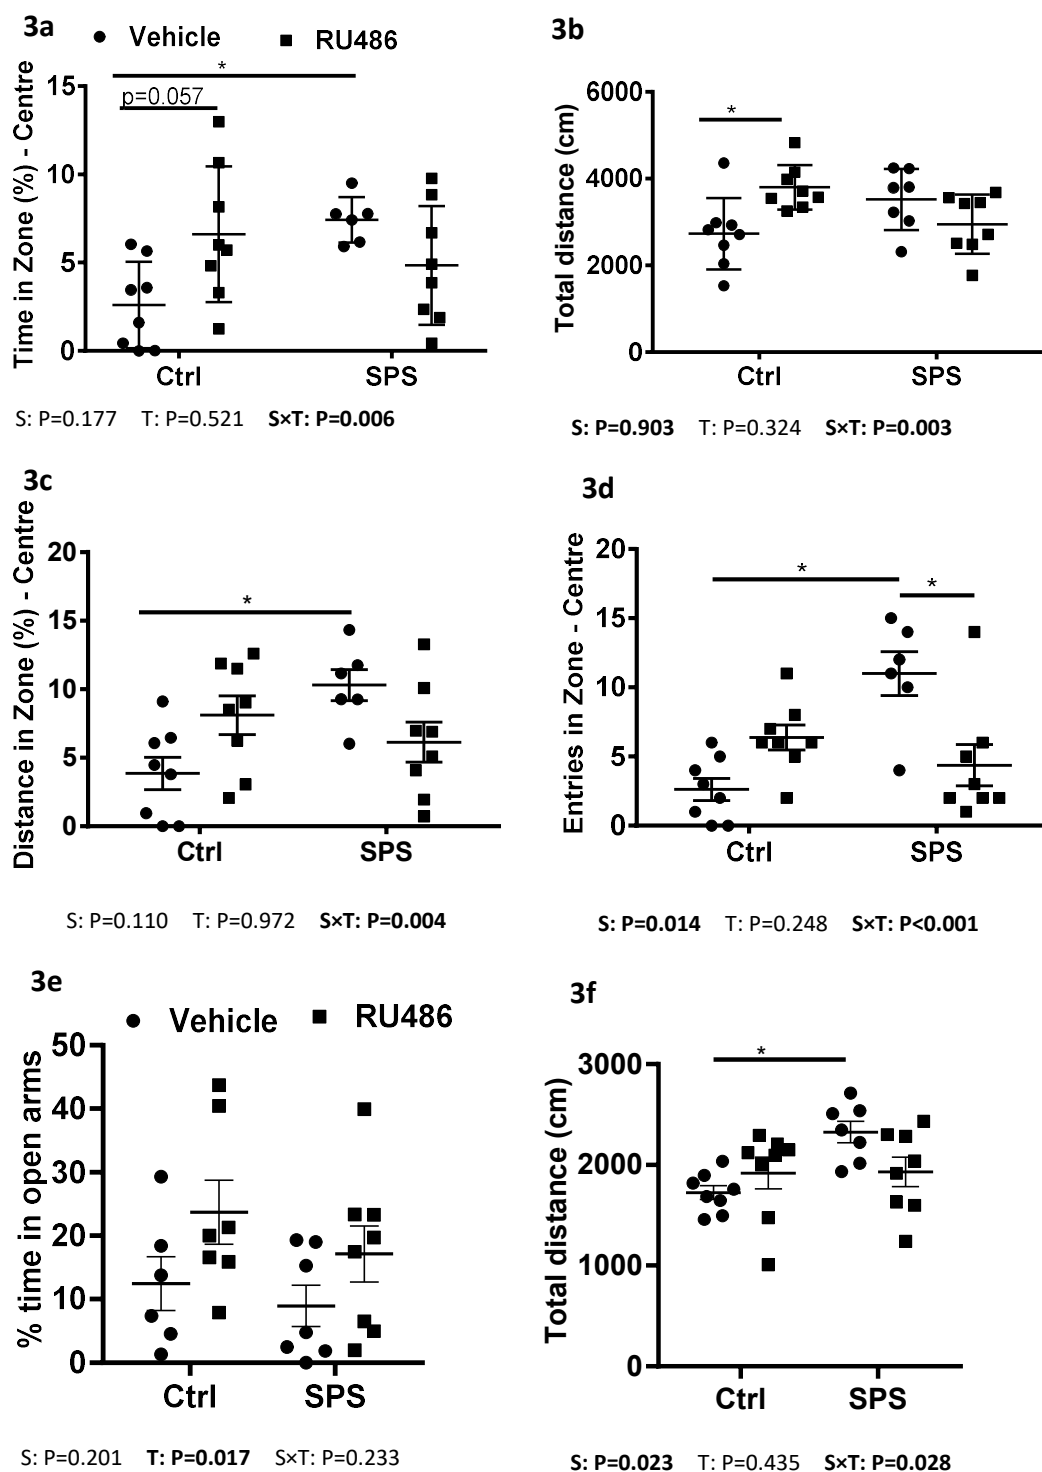 3a
Vehicle RU486
*
p=0.057
Time in Zone (%) - Centre
15
10
5
0
Ctrl SPS
S: P=0.177 T: P=0.521 S×T: P=0.006
3b
*
Total distance (cm)
6000
4000
2000
0
Ctrl SPS
S: P=0.903 T: P=0.324 S×T: P=0.003
3c
*
Distance in Zone (%) - Centre
20
15
10
5
0
Ctrl SPS
S: P=0.110 T: P=0.972 S×T: P=0.004
3d
* *
Entries in Zone - Centre
20
15
10
5
0
Ctrl SPS
S: P=0.014 T: P=0.248 S×T: P<0.001
3e
Vehicle RU486
% time in open arms
50
40
30
20
10
0
Ctrl SPS
S: P=0.201 T: P=0.017 S×T: P=0.233
3f
*
Total distance (cm)
3000
2000
1000
0
Ctrl SPS
S: P=0.023 T: P=0.435 S×T: P=0.028